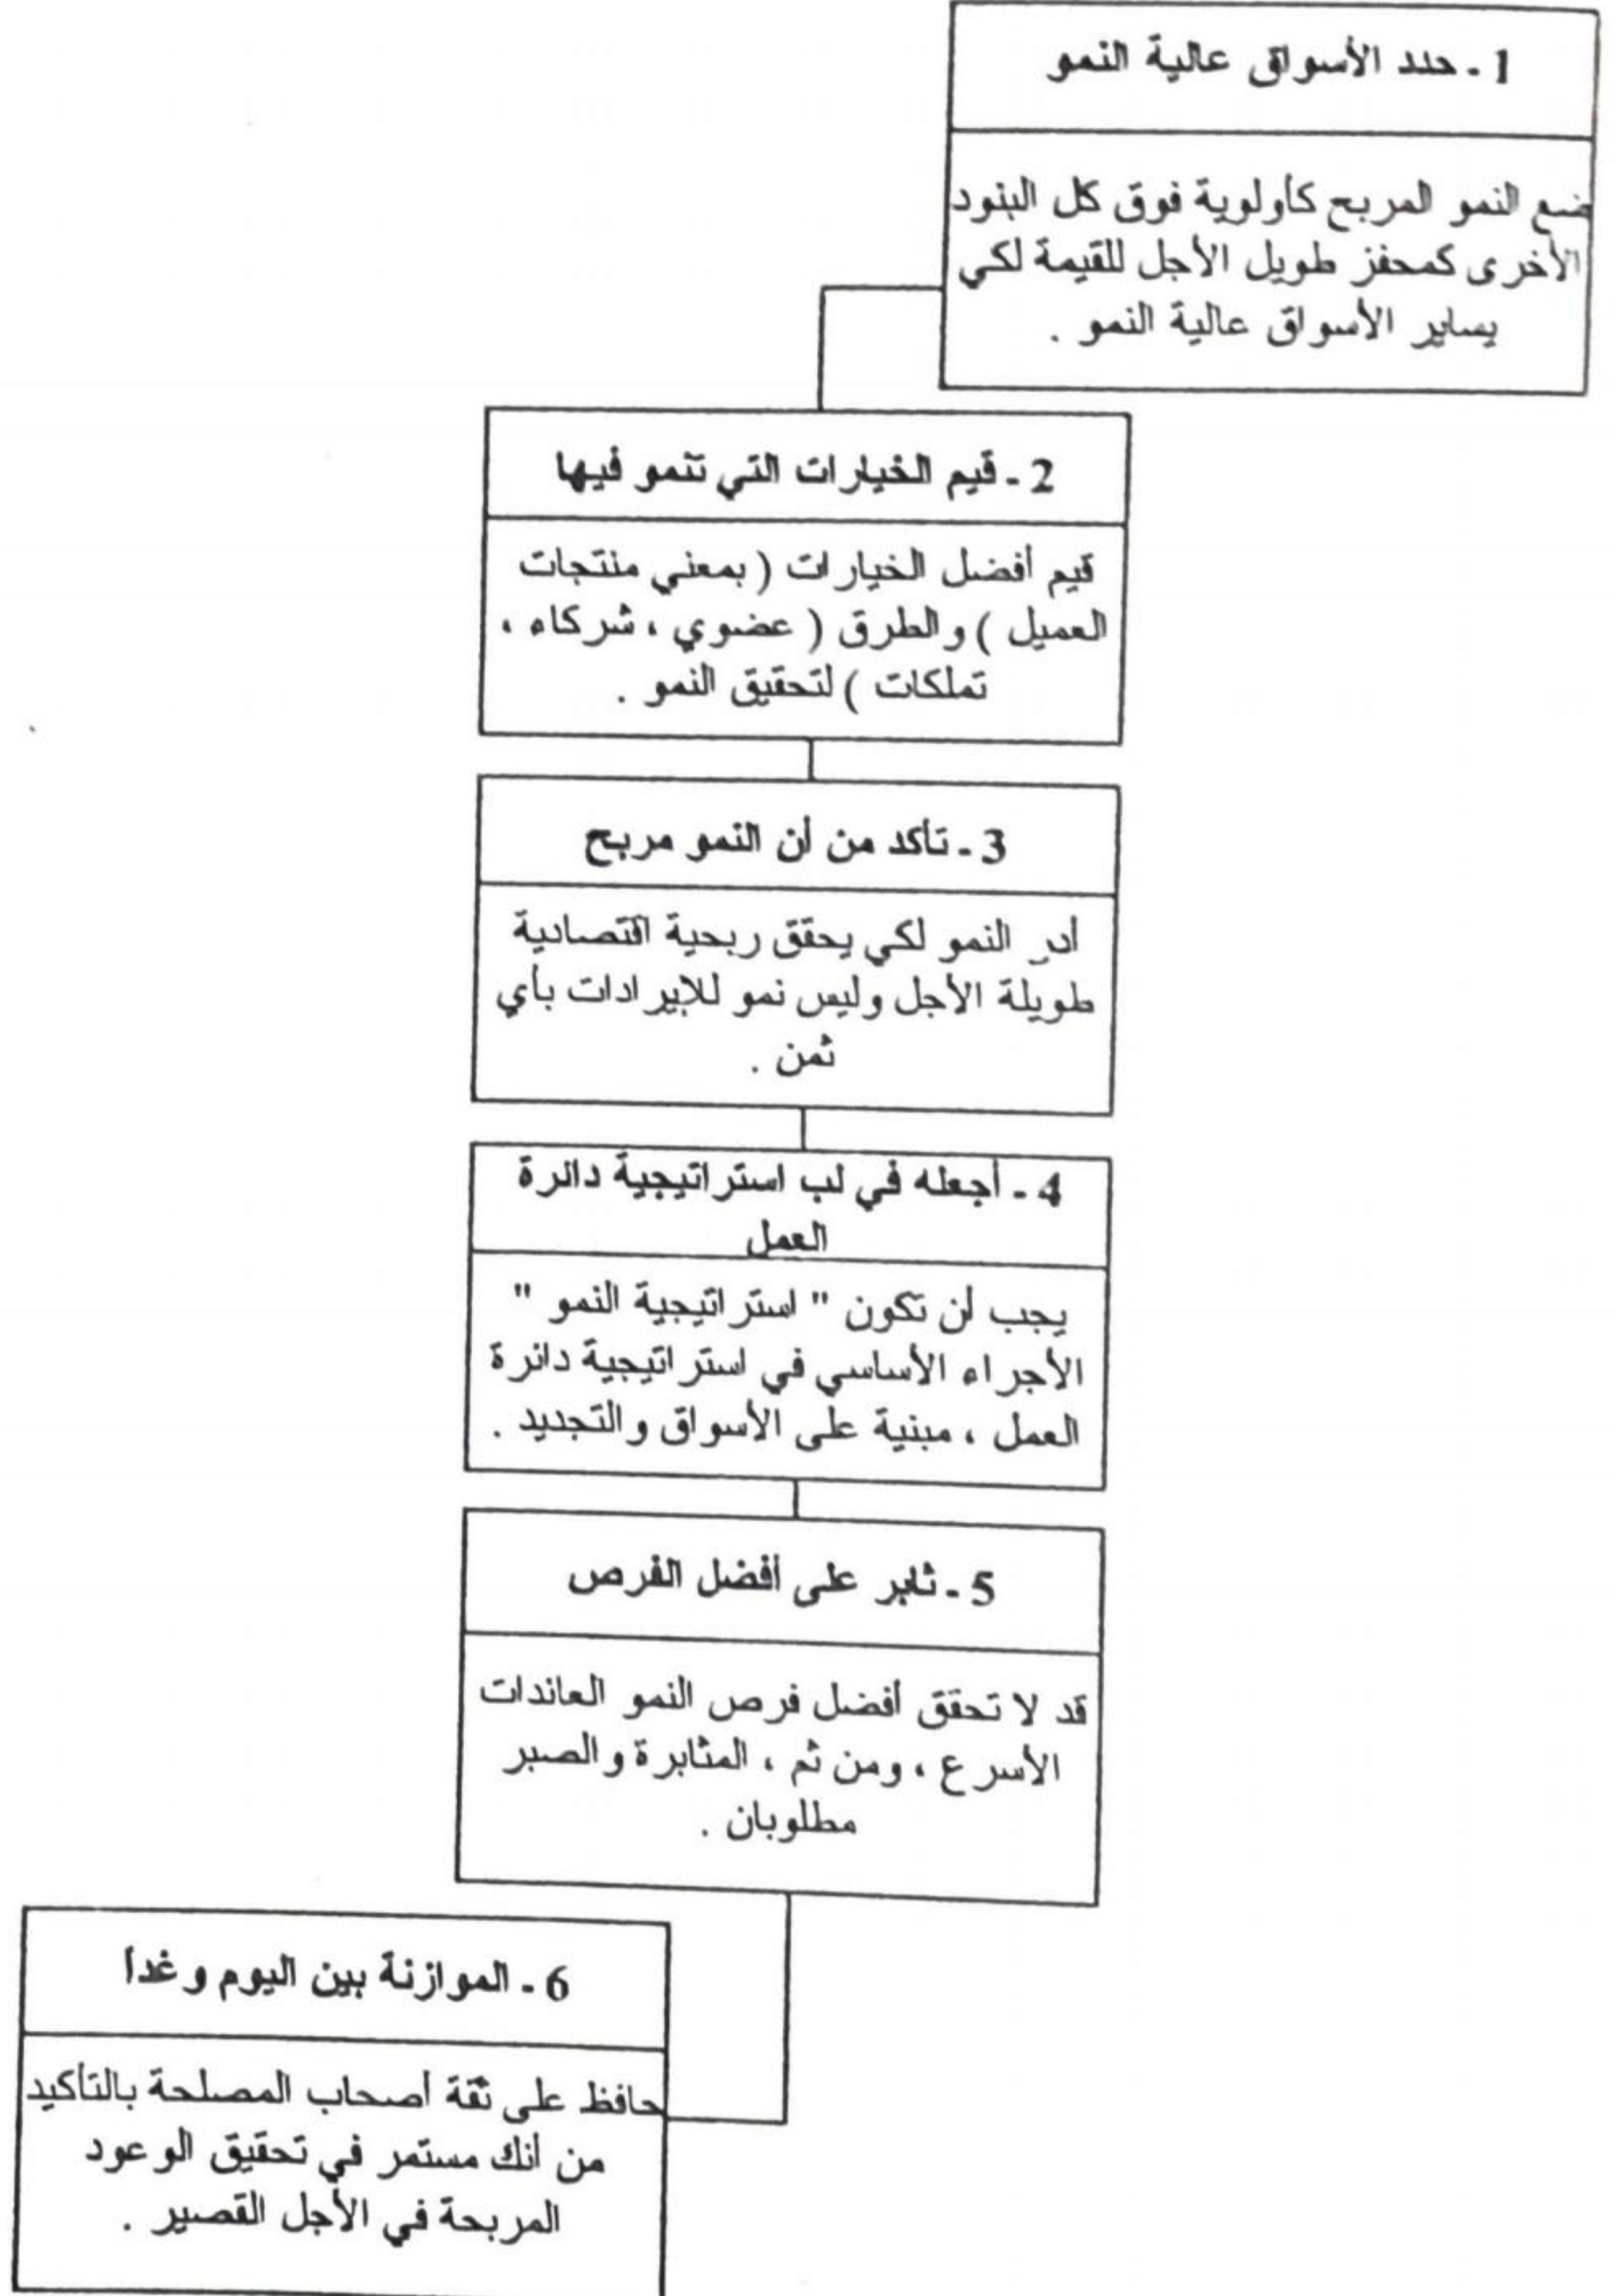 1 - حدد الأسواق عالية النمو
ضع النمو المربح كأولوية فوق كل البنود
الأخرى كمحفز طويل الأجل للقيمة لكي
يساير الأسواق عالية النمو .
2 - قيم الخيارات التي تنمو فيها
قيم أفضل الخيارات ( بمعني منتجات
العميل ) والطرق ( عضوي ، شركاء ،
تملكات ) لتحقيق النمو .
3 - تأكد من أن النمو مربح
أدر النمو لكي يحقق ربحية اقتصادية
طويلة الأجل وليس نمو للإيرادات بأي
ثمن .
4 - أجعله في لب استراتيجية دائرة
العمل
يجب أن تكون " استراتيجية النمو "
الأجراء الأساسي في استراتيجية دائرة
العمل ، مبنية على الأسواق والتجديد .
5 - ثابر على أفضل الفرص
قد لا تحقق أفضل فرص النمو العائدات
الأسرع ، ومن ثم ، المثابرة والصبر
مطلوبان .
6 - الموازنة بين اليوم وغدا
حافظ على ثقة أصحاب المصلحة بالتأكيد
من أنك مستمر في تحقيق الوعود
المربحة في الأجل القصير .